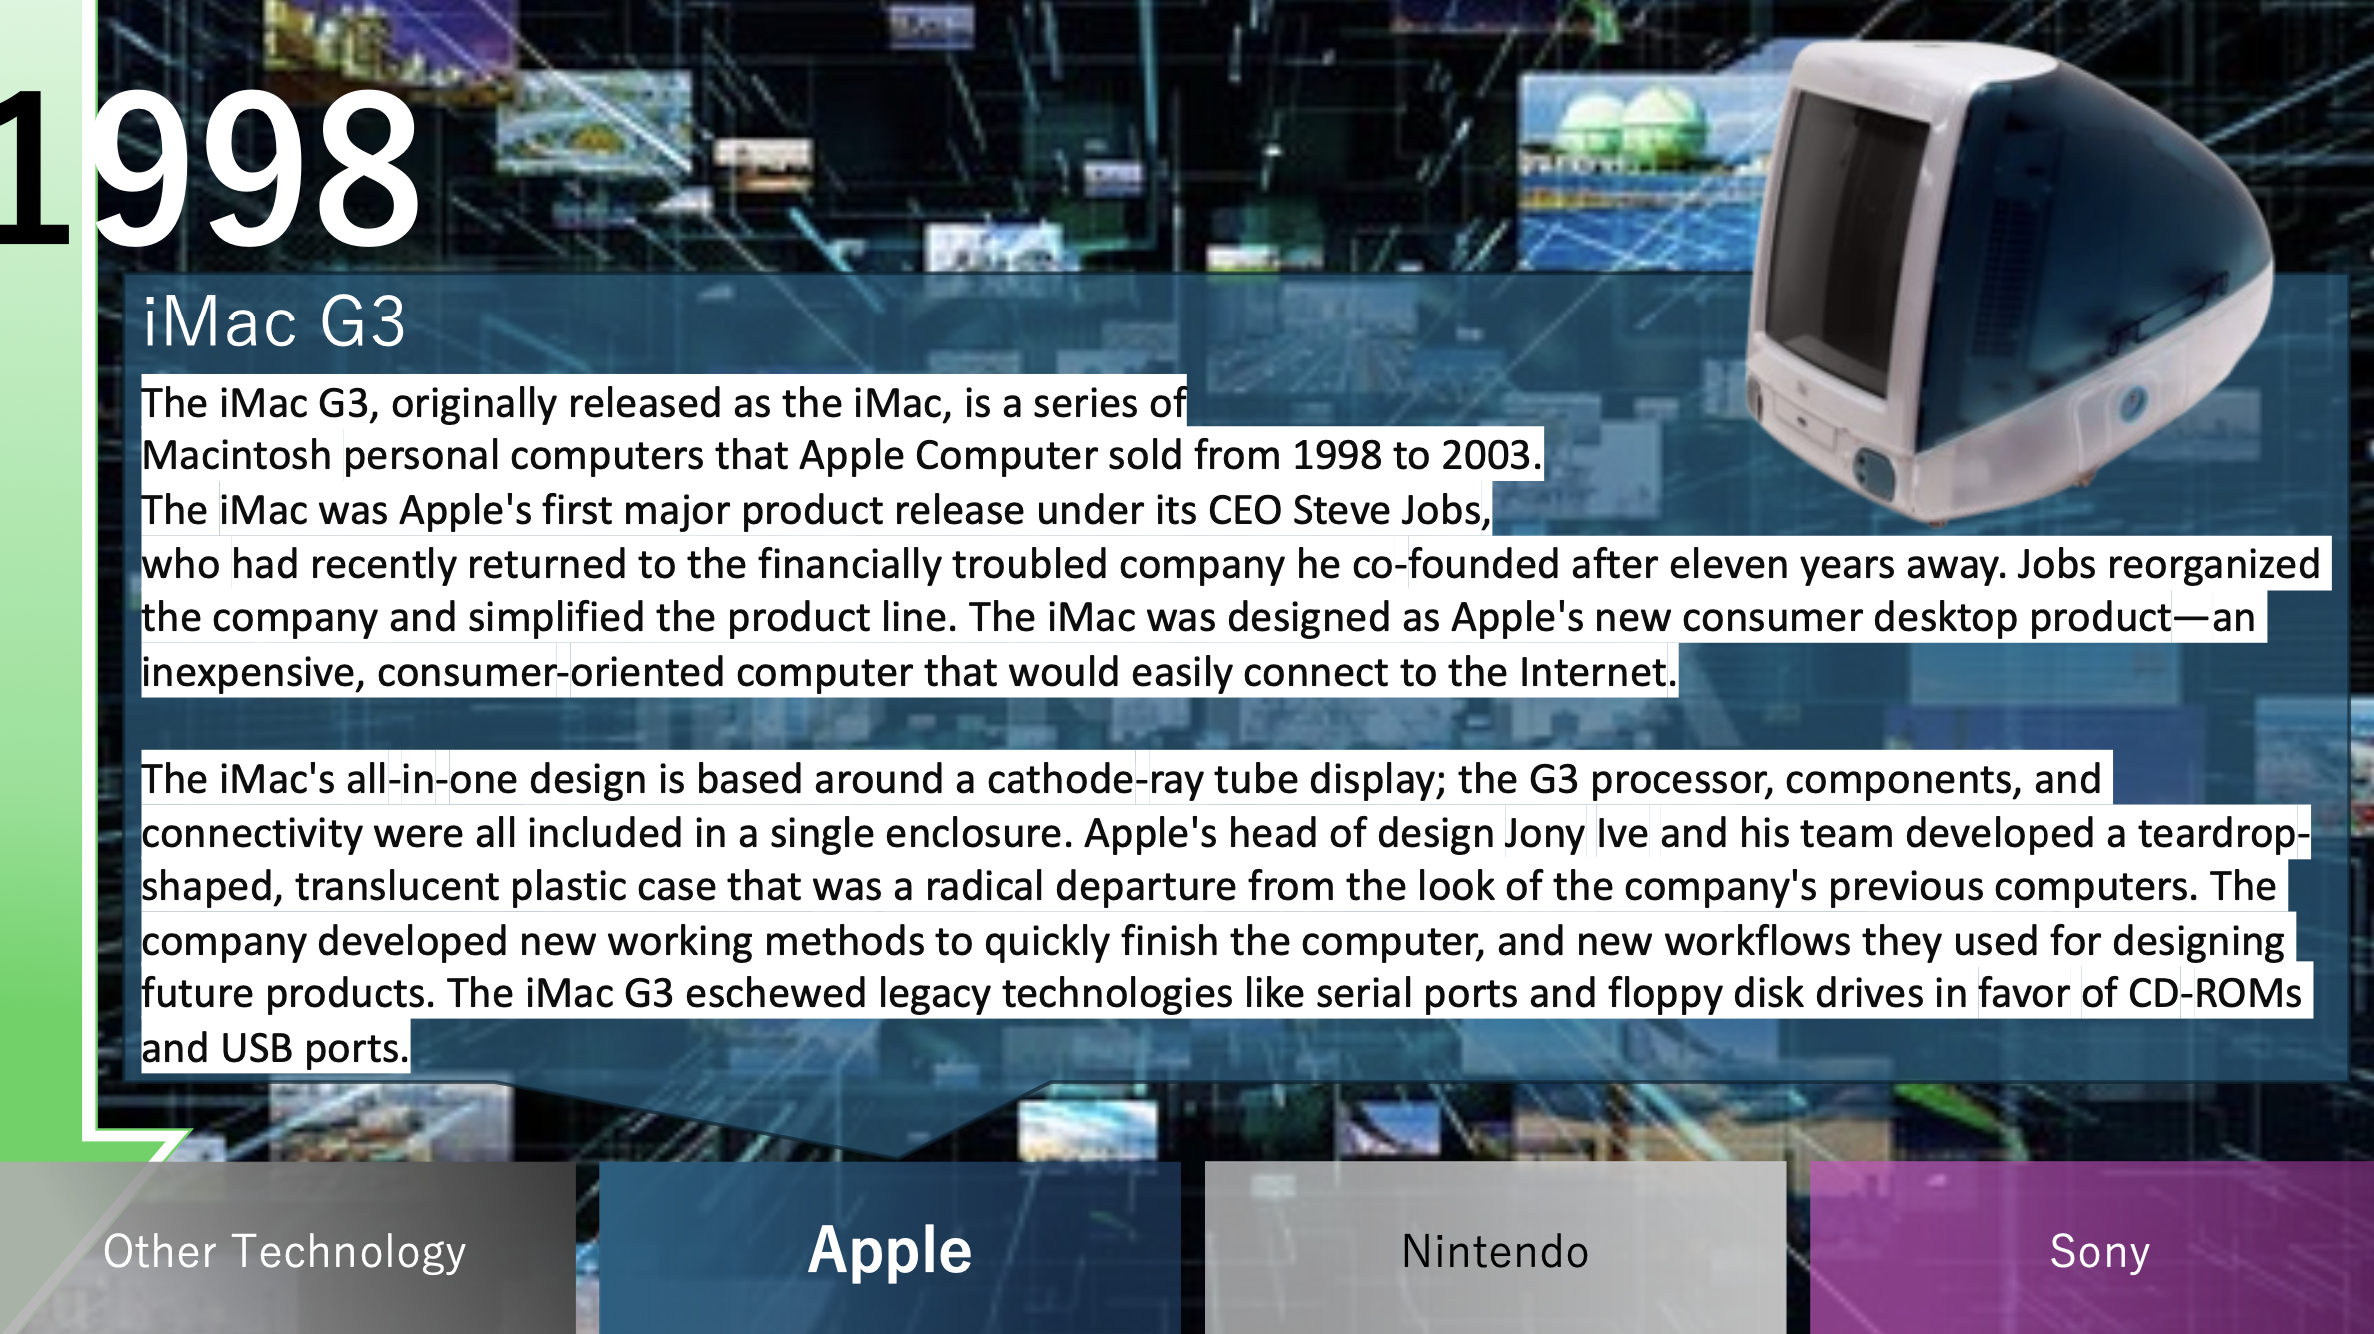 1998
iMac G3
The iMac G3, originally released as the iMac, is a series of
Macintosh personal computers that Apple Computer sold from 1998 to 2003.
The iMac was Apple's first major product release under its CEO Steve Jobs,
who had recently returned to the financially troubled company he co-founded after eleven years away. Jobs reorganized
the company and simplified the product line. The iMac was designed as Apple's new consumer desktop product—an
inexpensive, consumer-oriented computer that would easily connect to the Internet.
The iMac's all-in-one design is based around a cathode-ray tube display; the G3 processor, components, and
connectivity were all included in a single enclosure. Apple's head of design Jony Ive and his team developed a teardrop-
shaped, translucent plastic case that was a radical departure from the look of the company's previous computers. The
company developed new working methods to quickly finish the computer, and new workflows they used for designing
future products. The iMac G3 eschewed legacy technologies like serial ports and floppy disk drives in favor of CD-ROMs
and USB ports.
Other Technology
Apple
Nintendo
Sony